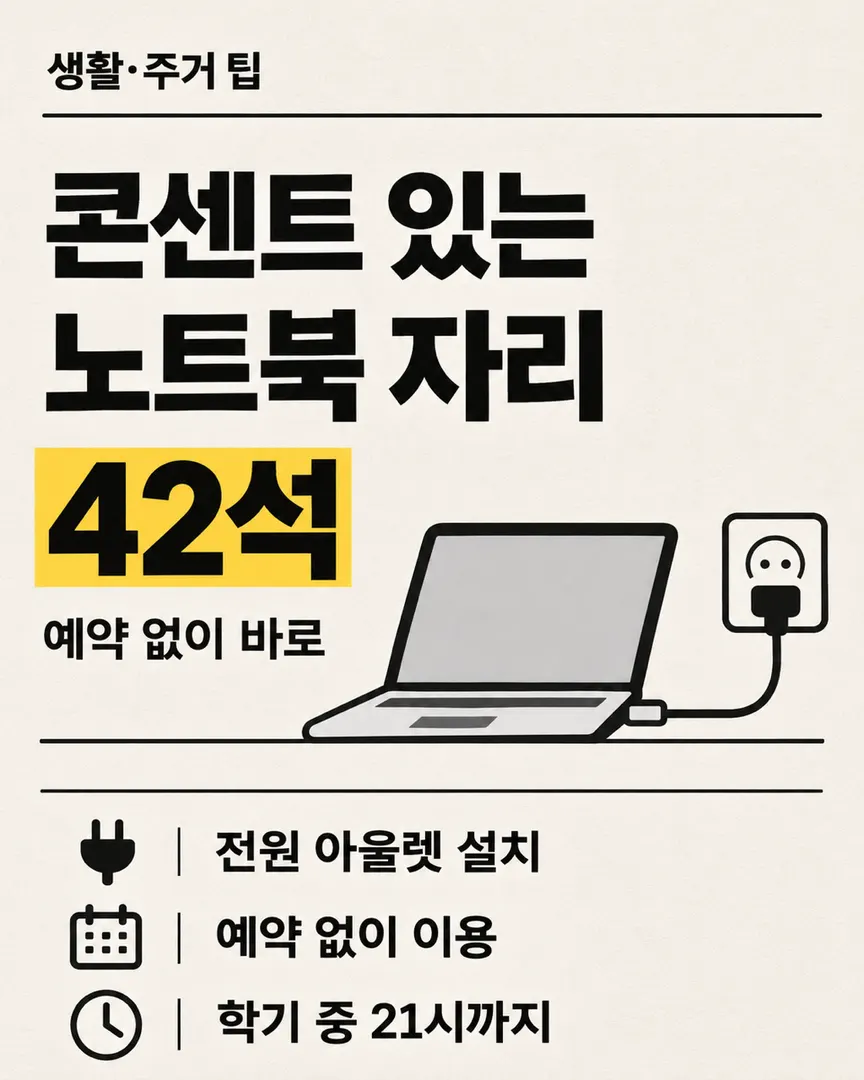 생활·주거 팁
콘센트 있는
노트북 자리
42석
예약 없이 바로
전원 아울렛 설치
예약 없이 이용
학기 중 21시까지